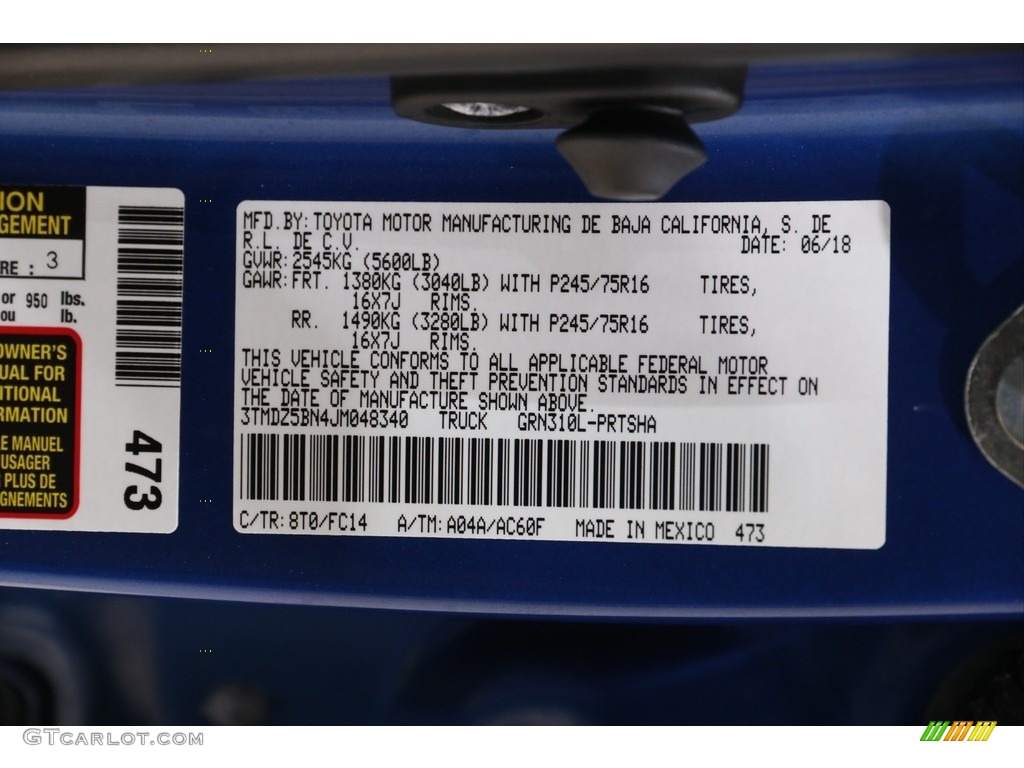 ION
GEMENT
RE : 3
or 950 lbs.
ou lb.
OWNER'S
UAL FOR
ITIONAL
RMATION
E MANUEL
USAGER
PLUS DE
GNEMENTS
473
MFD.BY: TOYOTA MOTOR MANUFACTURING DE BAJA CALIFORNIA, S. DE
R.L. DE C.V. DATE: 06/18
GVWR: 2545KG (5600LB)
GAWR: FRT. 1380KG (3040LB) WITH P245/75R16 TIRES,
16X7J RIMS.
RR. 1490KG (3280LB) WITH P245/75R16 TIRES,
16X7J RIMS.
THIS VEHICLE CONFORMS TO ALL APPLICABLE FEDERAL MOTOR
VEHICLE SAFETY AND THEFT PREVENTION STANDARDS IN EFFECT ON
THE DATE OF MANUFACTURE SHOWN ABOVE.
3TMDZ5BN4JM048340 TRUCK GRN310L-PRTSHA
C/TR: 8T0/FC14 A/TM: A04A/AC60F MADE IN MEXICO 473
GTCARLOT.COM